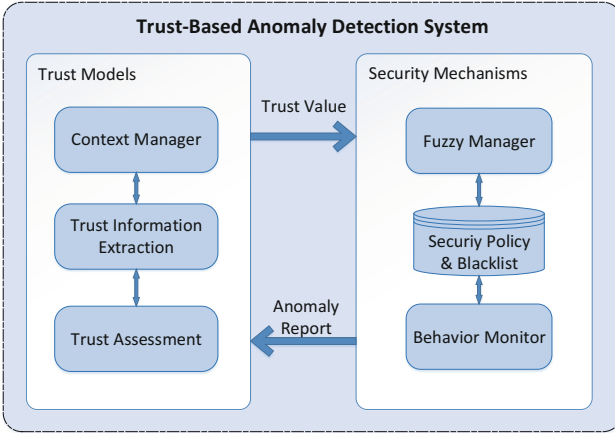 Trust-Based Anomaly Detection System
Trust Models
Context Manager
Trust Information
Extraction
Trust Assessment
Trust Value
Anomaly
Report
Security Mechanisms
Fuzzy Manager
Securiy Policy
& Blacklist
Behavior Monitor